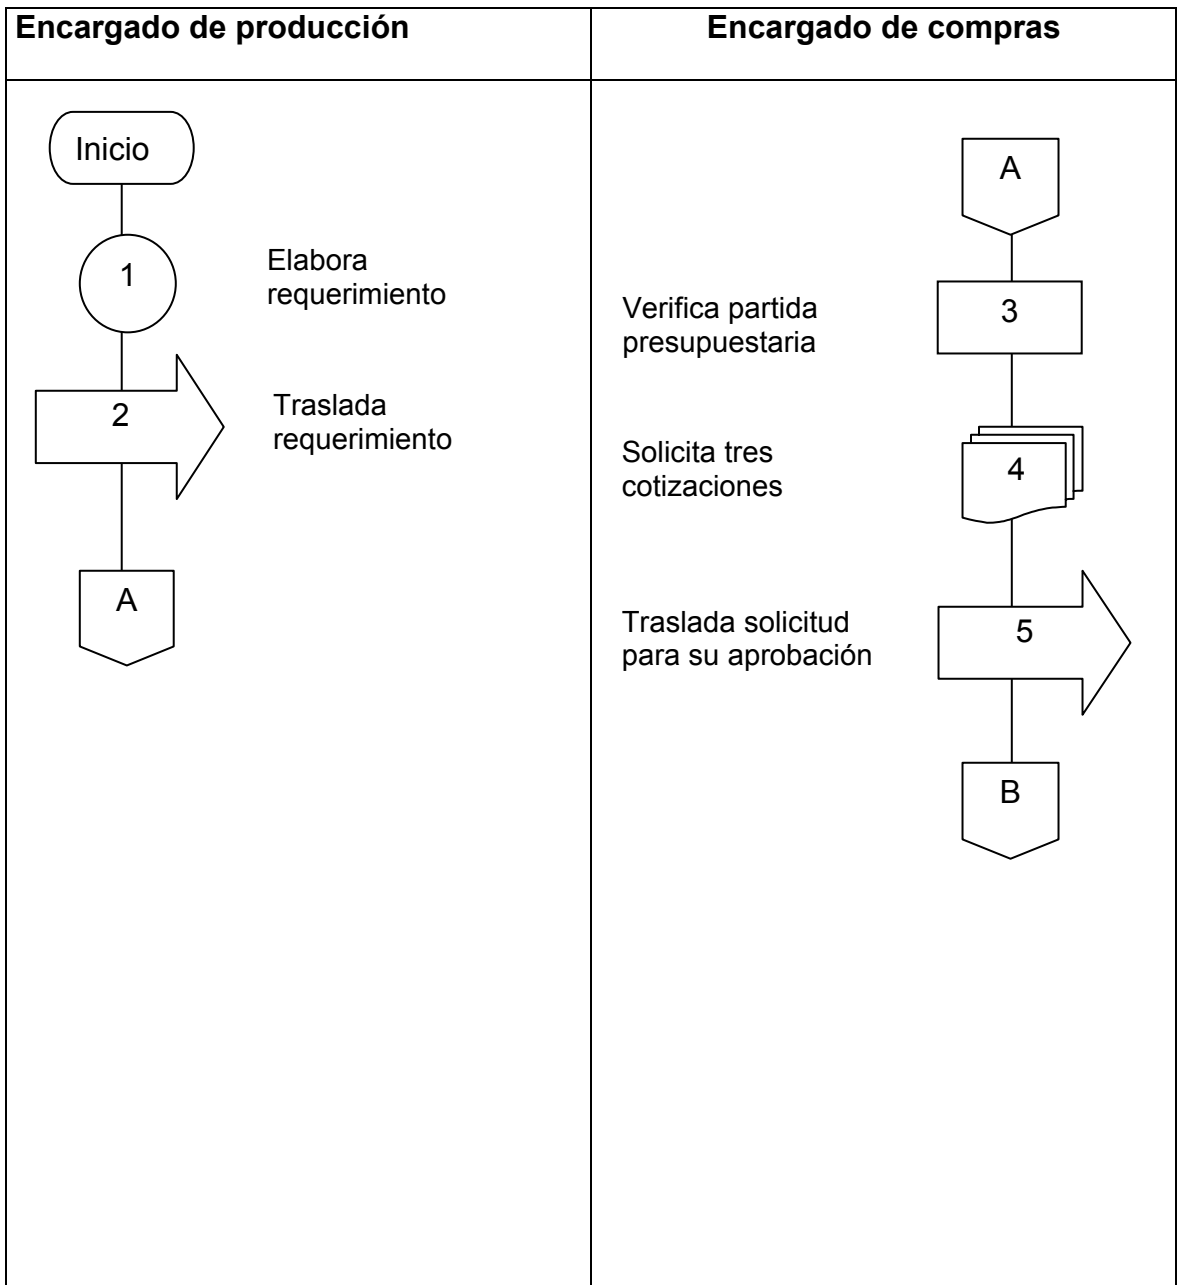 Encargado de producción
Encargado de compras
Inicio
1
Elabora
requerimiento
2
Traslada
requerimiento
A
A
Verifica partida
presupuestaria
3
Solicita tres
cotizaciones
4
Traslada solicitud
para su aprobación
5
B